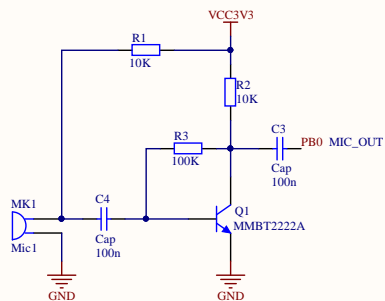 VCC3V3
R1
10K
R2
10K
R3
100K
C3
PB0 MIC_OUT
Cap
100n
MK1
C4
Q1
MMBT2222A
Mic1
Cap
100n
GND
GND